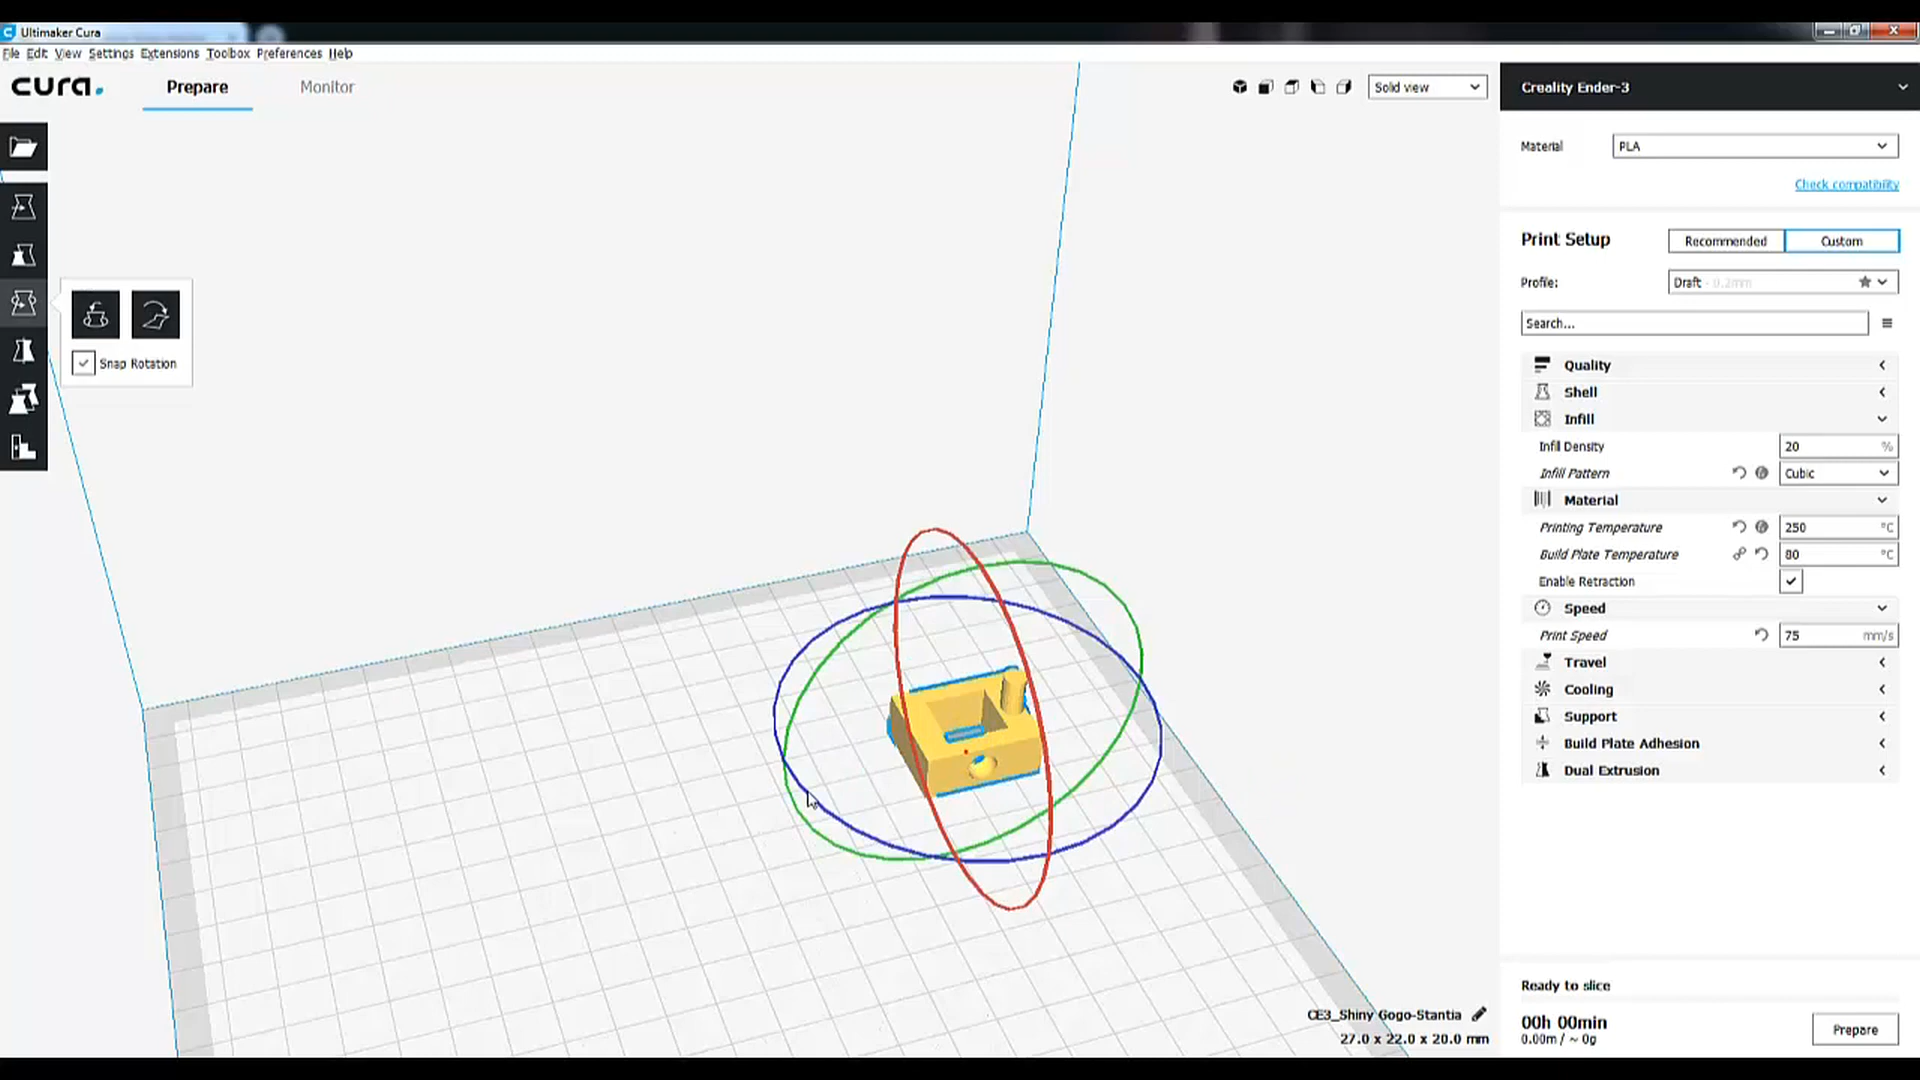 Ultimaker Cura
File Edit View Settings Extensions Toolbox Preferences Help
cura.
Prepare
Monitor
Solid view
Creality Ender-3
Material
PLA
Check compatibility
Print Setup
Recommended
Custom
Profile:
Draft - 0.2mm
Search...
Snap Rotation
Quality
Shell
Infill
Infill Density
20 %
Infill Pattern
Cubic
Material
Printing Temperature
250 °C
Build Plate Temperature
80 °C
Enable Retraction
Speed
Print Speed
75 mm/s
Travel
Cooling
Support
Build Plate Adhesion
Dual Extrusion
Ready to slice
CE3_Shiny Gogo-Stantia
27.0 x 22.0 x 20.0 mm
00h 00min
0.00m / ~ 0g
Prepare